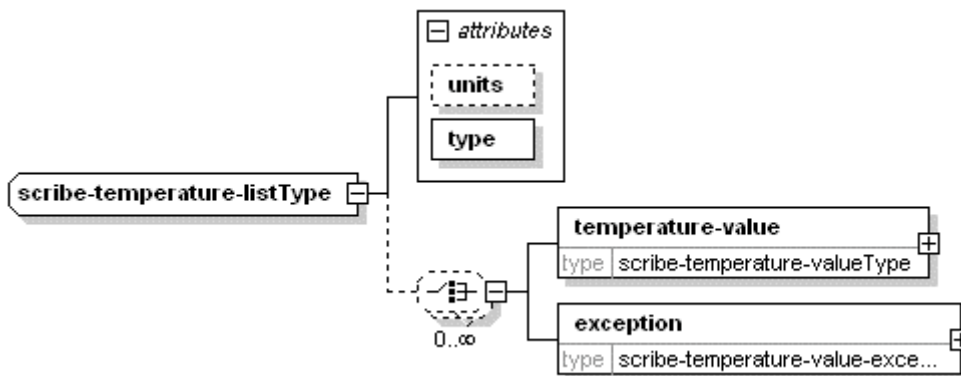 attributes
units
type
scribe-temperature-listType
temperature-value
type scribe-temperature-valueType
0..∞
exception
type scribe-temperature-value-exce...